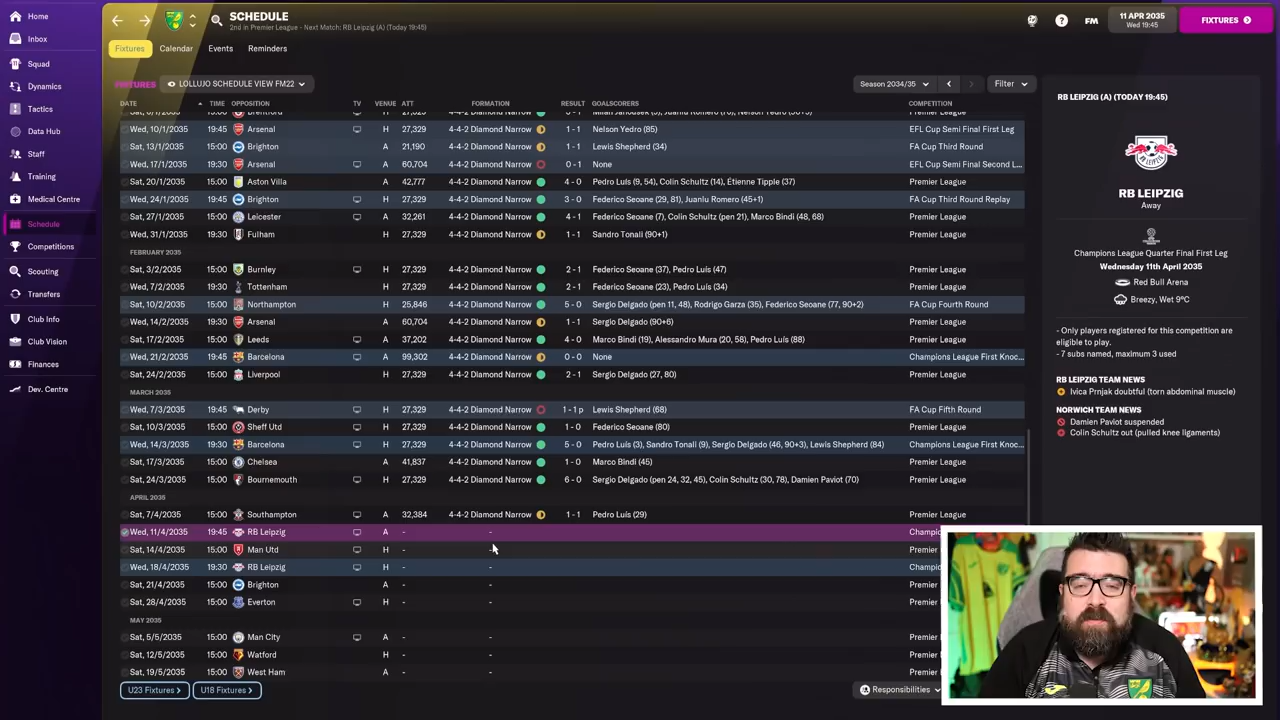 Home
Inbox
Squad
Dynamics
Tactics
Data Hub
Staff
Training
Medical Centre
Schedule
Competitions
Scouting
Transfers
Club Info
Club Vision
Finances
Dev. Centre
SCHEDULE
2nd in Premier League - Next Match: RB Leipzig (A) (Today 19:45)
FM
11 APR 2035
Wed 19:45
FIXTURES
Fixtures Calendar Events Reminders
FIXTURES LOLLUJO SCHEDULE VIEW FM22 Season 2034/35 Filter
DATE TIME OPPOSITION TV VENUE ATT FORMATION RESULT GOALSCORERS COMPETITION
Wed, 10/1/2035 19:45 Arsenal H 27,329 4-4-2 Diamond Narrow 1 - 1 Nelson Yedro (85) EFL Cup Semi Final First Leg
Sat, 13/1/2035 15:00 Brighton A 21,190 4-4-2 Diamond Narrow 1 - 1 Lewis Shepherd (34) FA Cup Third Round
Wed, 17/1/2035 19:45 Arsenal A 60,704 4-4-2 Diamond Narrow 0 - 1 None EFL Cup Semi Final Second L...
Sat, 20/1/2035 15:00 Aston Villa A 42,777 4-4-2 Diamond Narrow 4 - 0 Pedro Luís (9, 54), Colin Schultz (14), Étienne Tipple (37) Premier League
Wed, 24/1/2035 19:45 Brighton H 27,329 4-4-2 Diamond Narrow 3 - 0 Federico Seoane (29, 81), Juanlu Romero (45+1) FA Cup Third Round Replay
Sat, 27/1/2035 15:00 Leicester A 32,261 4-4-2 Diamond Narrow 4 - 1 Federico Seoane (7), Colin Schultz (pen 21), Marco Bindi (48, 68) Premier League
Wed, 31/1/2035 19:30 Fulham H 27,329 4-4-2 Diamond Narrow 1 - 1 Sandro Tonali (90+1) Premier League
FEBRUARY 2035
Sat, 3/2/2035 15:00 Burnley H 27,329 4-4-2 Diamond Narrow 2 - 1 Federico Seoane (37), Pedro Luís (47) Premier League
Wed, 7/2/2035 19:30 Tottenham H 27,329 4-4-2 Diamond Narrow 2 - 1 Federico Seoane (23), Pedro Luís (34) Premier League
Sat, 10/2/2035 15:00 Northampton H 25,846 4-4-2 Diamond Narrow 5 - 0 Sergio Delgado (pen 11, 48), Rodrigo Garza (35), Federico Seoane (77, 90+2) FA Cup Fourth Round
Wed, 14/2/2035 19:30 Arsenal A 60,704 4-4-2 Diamond Narrow 1 - 1 Sergio Delgado (90+6) Premier League
Sat, 17/2/2035 15:00 Leeds A 37,202 4-4-2 Diamond Narrow 4 - 0 Marco Bindi (19), Alessandro Mura (20, 58), Pedro Luís (88) Premier League
Wed, 21/2/2035 19:45 Barcelona A 99,302 4-4-2 Diamond Narrow 0 - 0 None Champions League First Knoc...
Sat, 24/2/2035 15:00 Liverpool H 27,329 4-4-2 Diamond Narrow 2 - 1 Sergio Delgado (27, 80) Premier League
MARCH 2035
Wed, 7/3/2035 19:45 Derby H 27,329 4-4-2 Diamond Narrow 1 - 1 p Lewis Shepherd (68) FA Cup Fifth Round
Sat, 10/3/2035 15:00 Sheff Utd H 27,329 4-4-2 Diamond Narrow 1 - 0 Federico Seoane (80) Premier League
Wed, 14/3/2035 19:30 Barcelona H 27,329 4-4-2 Diamond Narrow 5 - 0 Pedro Luís (3), Sandro Tonali (9), Sergio Delgado (46, 90+3), Lewis Shepherd (84) Champions League First Knoc...
Sat, 17/3/2035 15:00 Chelsea A 41,837 4-4-2 Diamond Narrow 1 - 0 Marco Bindi (45) Premier League
Sat, 24/3/2035 15:00 Bournemouth H 27,329 4-4-2 Diamond Narrow 6 - 0 Sergio Delgado (pen 24, 32, 45), Colin Schultz (30, 78), Damien Paviot (70) Premier League
APRIL 2035
Sat, 7/4/2035 15:00 Southampton A 32,384 4-4-2 Diamond Narrow 1 - 1 Pedro Luís (29) Premier League
Wed, 11/4/2035 19:45 RB Leipzig A - - Champio
Sat, 14/4/2035 15:00 Man Utd A - - Premier
Wed, 18/4/2035 19:30 RB Leipzig H - - Champio
Sat, 21/4/2035 15:00 Brighton A - - Premier
Sat, 28/4/2035 15:00 Everton H - - Premier
MAY 2035
Sat, 5/5/2035 15:00 Man City A - - Premier
Sat, 12/5/2035 15:00 Watford H - - Premier
Sat, 19/5/2035 15:00 West Ham A - - Premier
U23 Fixtures > U18 Fixtures > Responsibilities
RB LEIPZIG (A) (TODAY 19:45)
RB LEIPZIG
Away
Champions League Quarter Final First Leg
Wednesday 11th April 2035
Red Bull Arena
Breezy, Wet 9°C
- Only players registered for this competition are
eligible to play.
- 7 subs named, maximum 3 used
RB LEIPZIG TEAM NEWS
Ivica Prnjak doubtful (torn abdominal muscle)
NORWICH TEAM NEWS
Damien Paviot suspended
Colin Schultz out (pulled knee ligaments)